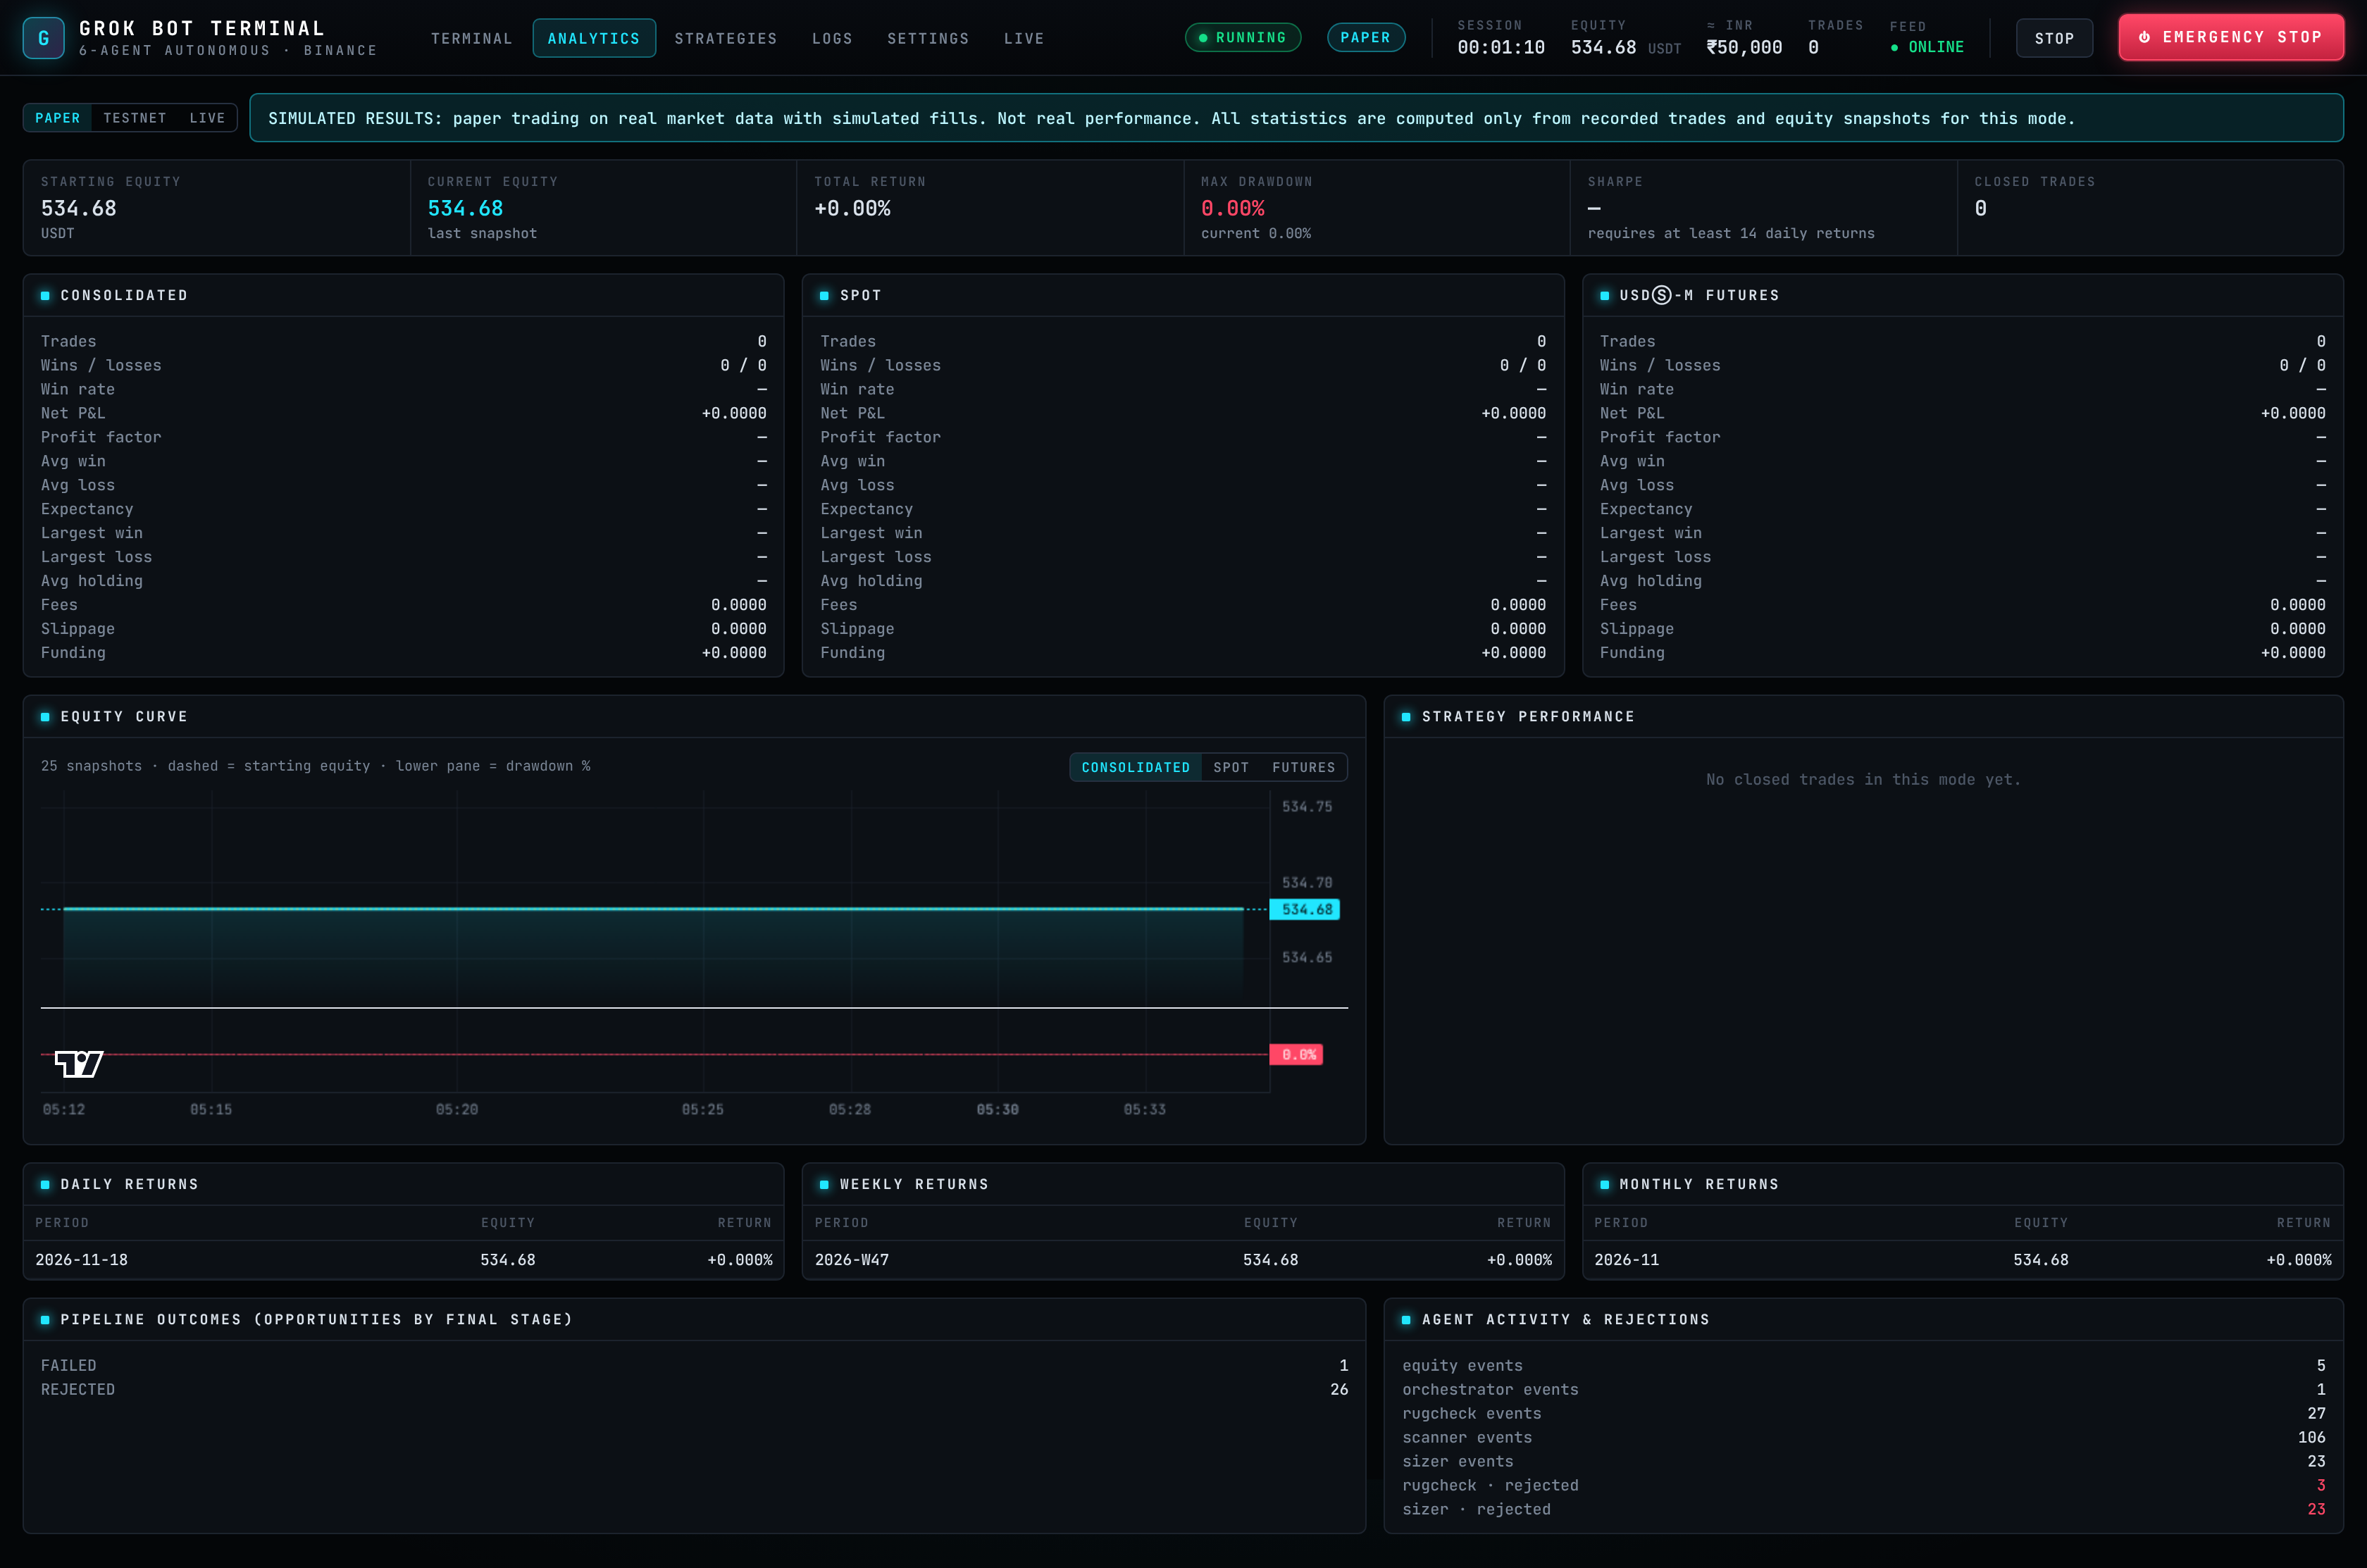 G
GROK BOT TERMINAL
6-AGENT AUTONOMOUS · BINANCE
TERMINAL ANALYTICS STRATEGIES LOGS SETTINGS LIVE
RUNNING
PAPER
SESSION
00:01:10
EQUITY
534.68 USDT
≈ INR
₹50,000
TRADES
0
FEED
● ONLINE
STOP
⏻ EMERGENCY STOP
PAPER TESTNET LIVE
SIMULATED RESULTS: paper trading on real market data with simulated fills. Not real performance. All statistics are computed only from recorded trades and equity snapshots for this mode.
STARTING EQUITY
534.68
USDT
CURRENT EQUITY
534.68
last snapshot
TOTAL RETURN
+0.00%
MAX DRAWDOWN
0.00%
current 0.00%
SHARPE
—
requires at least 14 daily returns
CLOSED TRADES
0
CONSOLIDATED
Trades 0
Wins / losses 0 / 0
Win rate —
Net P&L +0.0000
Profit factor —
Avg win —
Avg loss —
Expectancy —
Largest win —
Largest loss —
Avg holding —
Fees 0.0000
Slippage 0.0000
Funding +0.0000
SPOT
Trades 0
Wins / losses 0 / 0
Win rate —
Net P&L +0.0000
Profit factor —
Avg win —
Avg loss —
Expectancy —
Largest win —
Largest loss —
Avg holding —
Fees 0.0000
Slippage 0.0000
Funding +0.0000
USDⓈ-M FUTURES
Trades 0
Wins / losses 0 / 0
Win rate —
Net P&L +0.0000
Profit factor —
Avg win —
Avg loss —
Expectancy —
Largest win —
Largest loss —
Avg holding —
Fees 0.0000
Slippage 0.0000
Funding +0.0000
EQUITY CURVE
25 snapshots · dashed = starting equity · lower pane = drawdown %
CONSOLIDATED SPOT FUTURES
534.75
534.70
534.68
534.65
0.0%
05:12 05:15 05:20 05:25 05:28 05:30 05:33
STRATEGY PERFORMANCE
No closed trades in this mode yet.
DAILY RETURNS
PERIOD EQUITY RETURN
2026-11-18 534.68 +0.000%
WEEKLY RETURNS
PERIOD EQUITY RETURN
2026-W47 534.68 +0.000%
MONTHLY RETURNS
PERIOD EQUITY RETURN
2026-11 534.68 +0.000%
PIPELINE OUTCOMES (OPPORTUNITIES BY FINAL STAGE)
FAILED 1
REJECTED 26
AGENT ACTIVITY & REJECTIONS
equity events 5
orchestrator events 1
rugcheck events 27
scanner events 106
sizer events 23
rugcheck · rejected 3
sizer · rejected 23